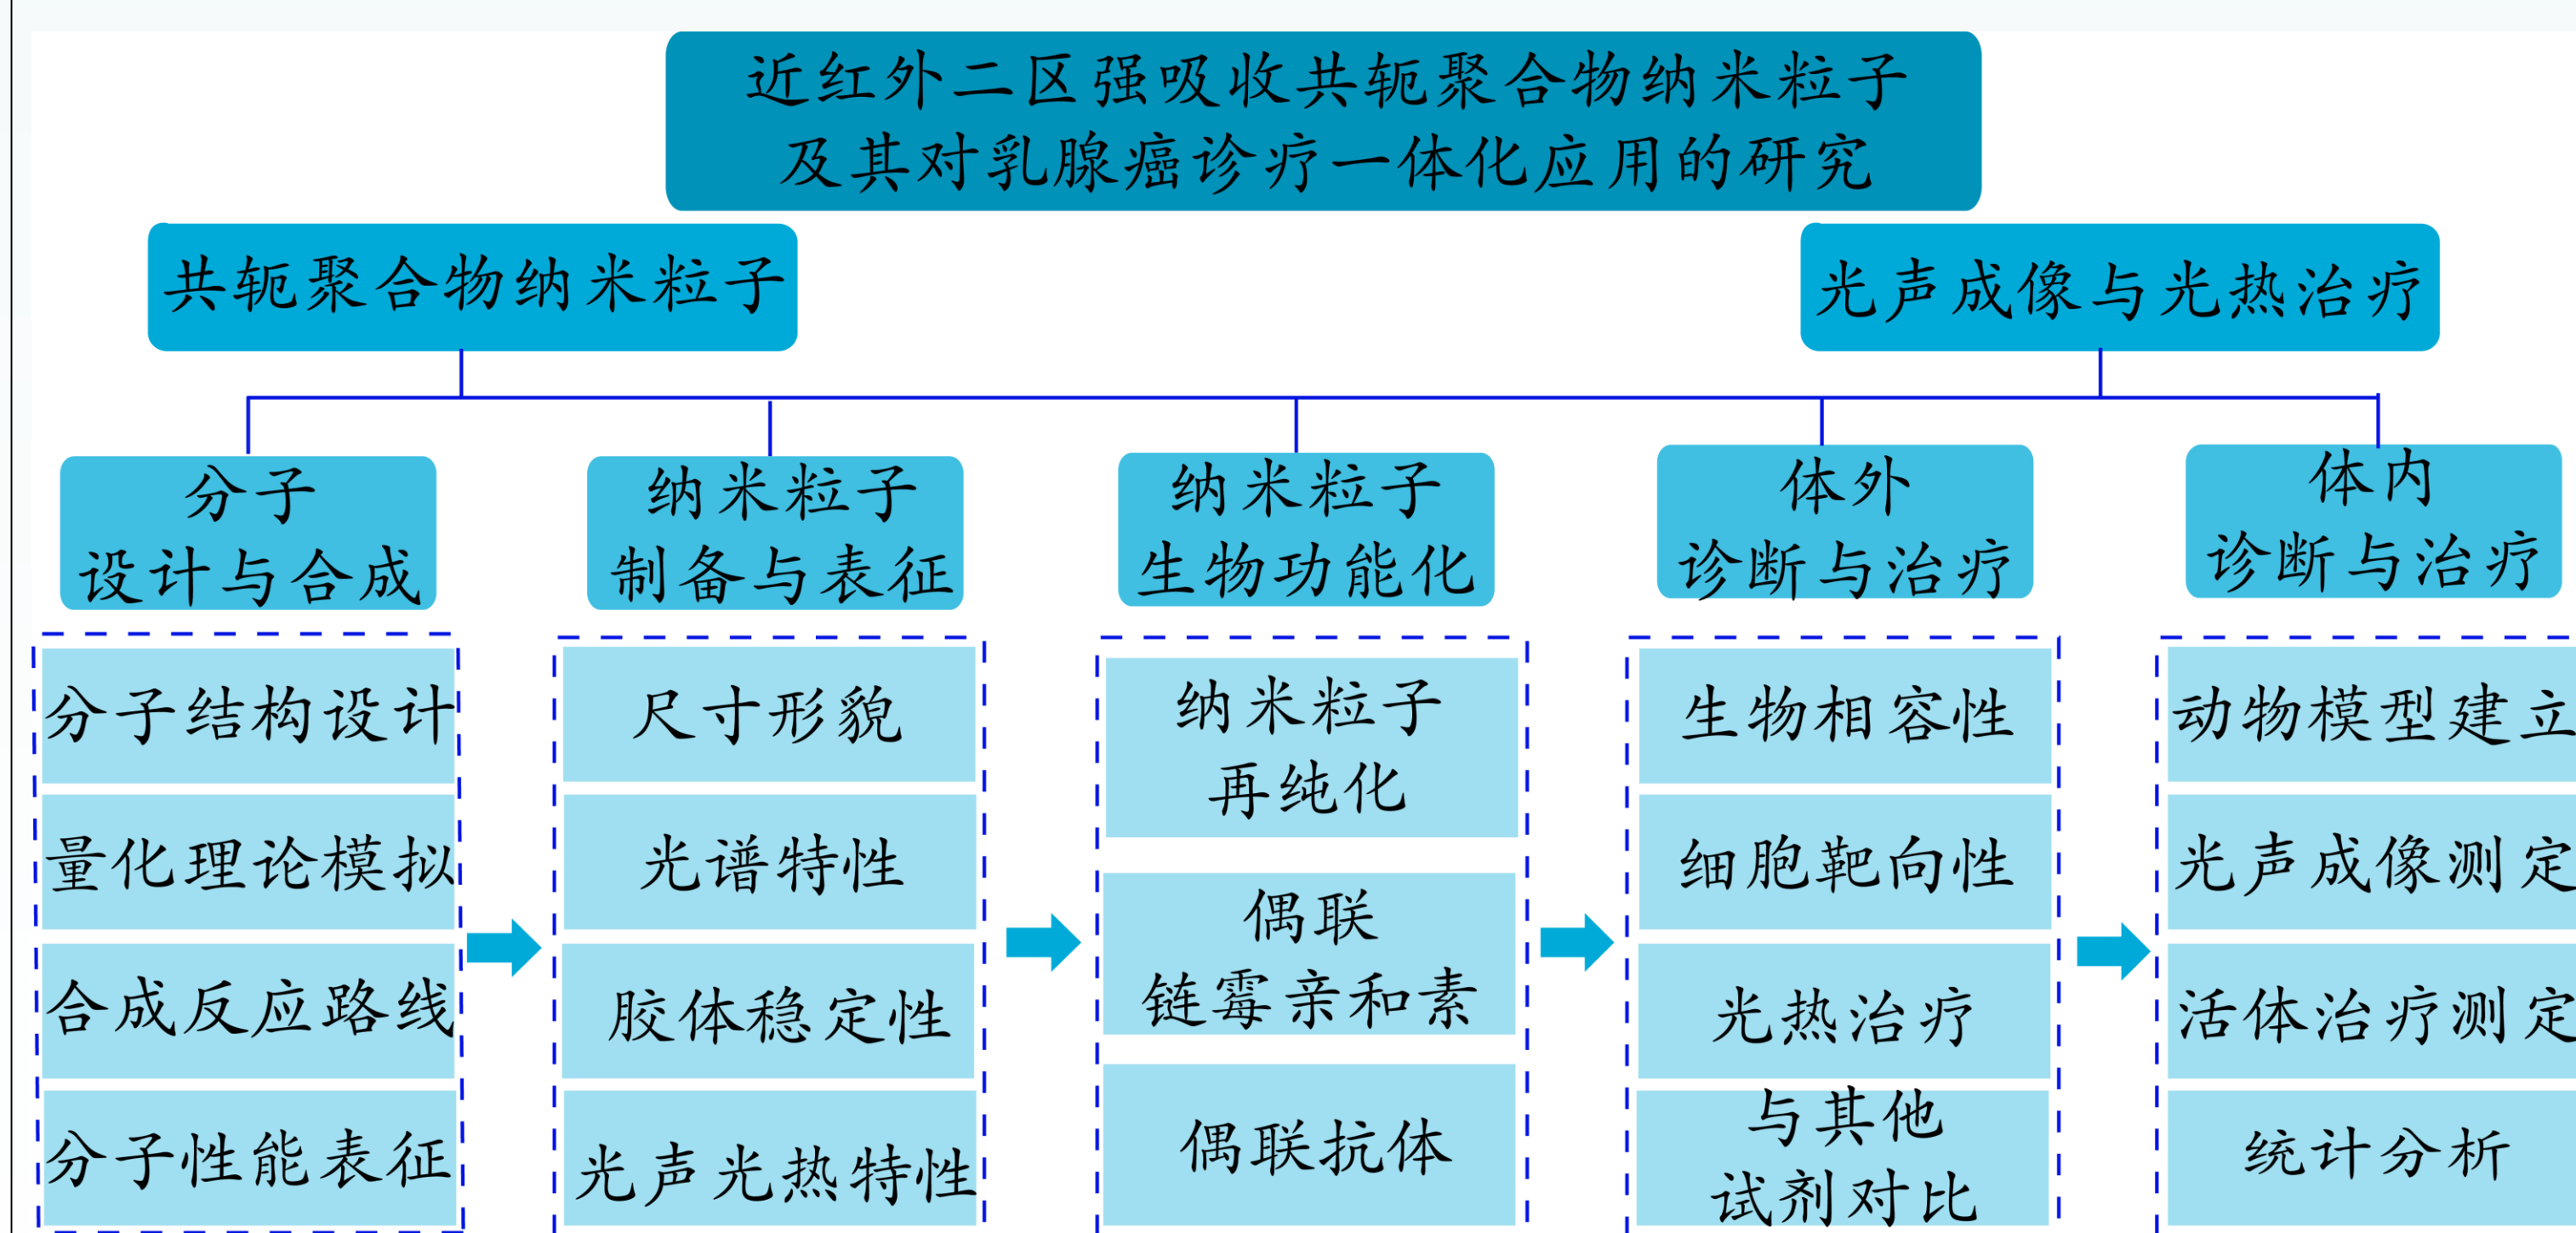 近红外二区强吸收共轭聚合物纳米粒子
及其对乳腺癌诊疗一体化应用的研究
共轭聚合物纳米粒子
光声成像与光热治疗
分子
设计与合成
纳米粒子
制备与表征
纳米粒子
生物功能化
体外
诊断与治疗
体内
诊断与治疗
分子结构设计
量化理论模拟
合成反应路线
分子性能表征
尺寸形貌
光谱特性
胶体稳定性
光声光热特性
纳米粒子
再纯化
偶联
链霉亲和素
偶联抗体
生物相容性
细胞靶向性
光热治疗
与其他
试剂对比
动物模型建立
光声成像测定
活体治疗测定
统计分析